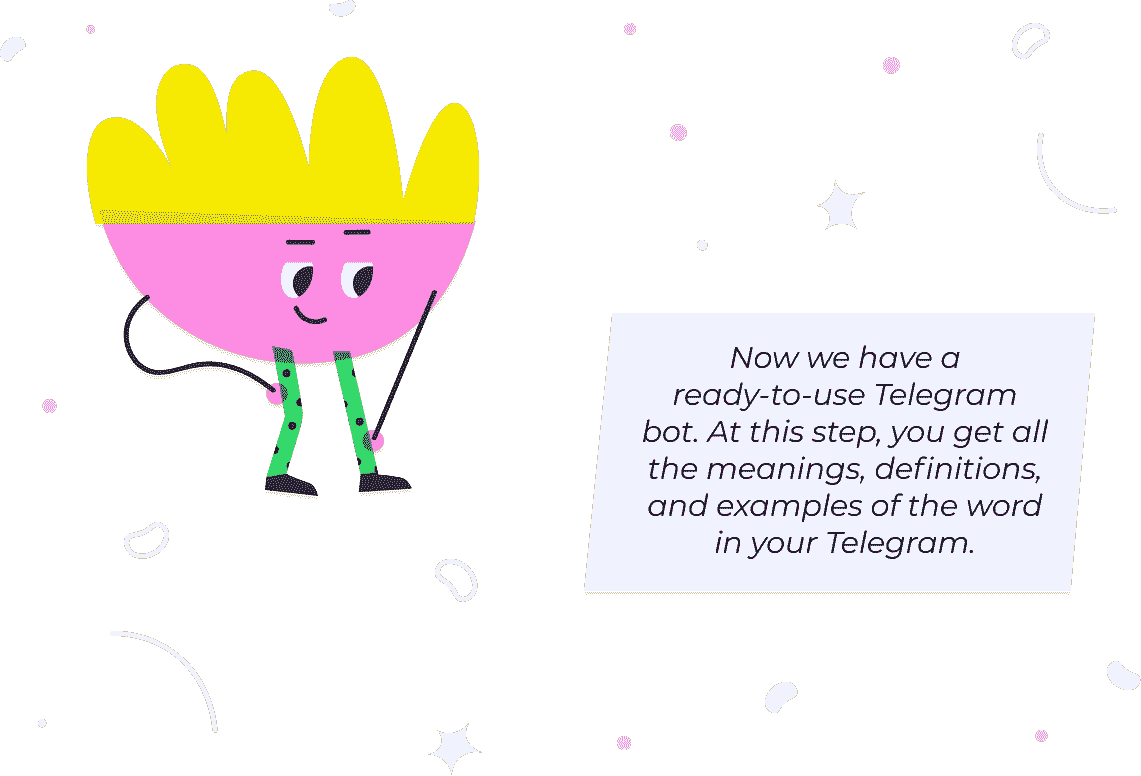 Now we have a
ready-to-use Telegram
bot. At this step, you get all
the meanings, definitions,
and examples of the word
in your Telegram.